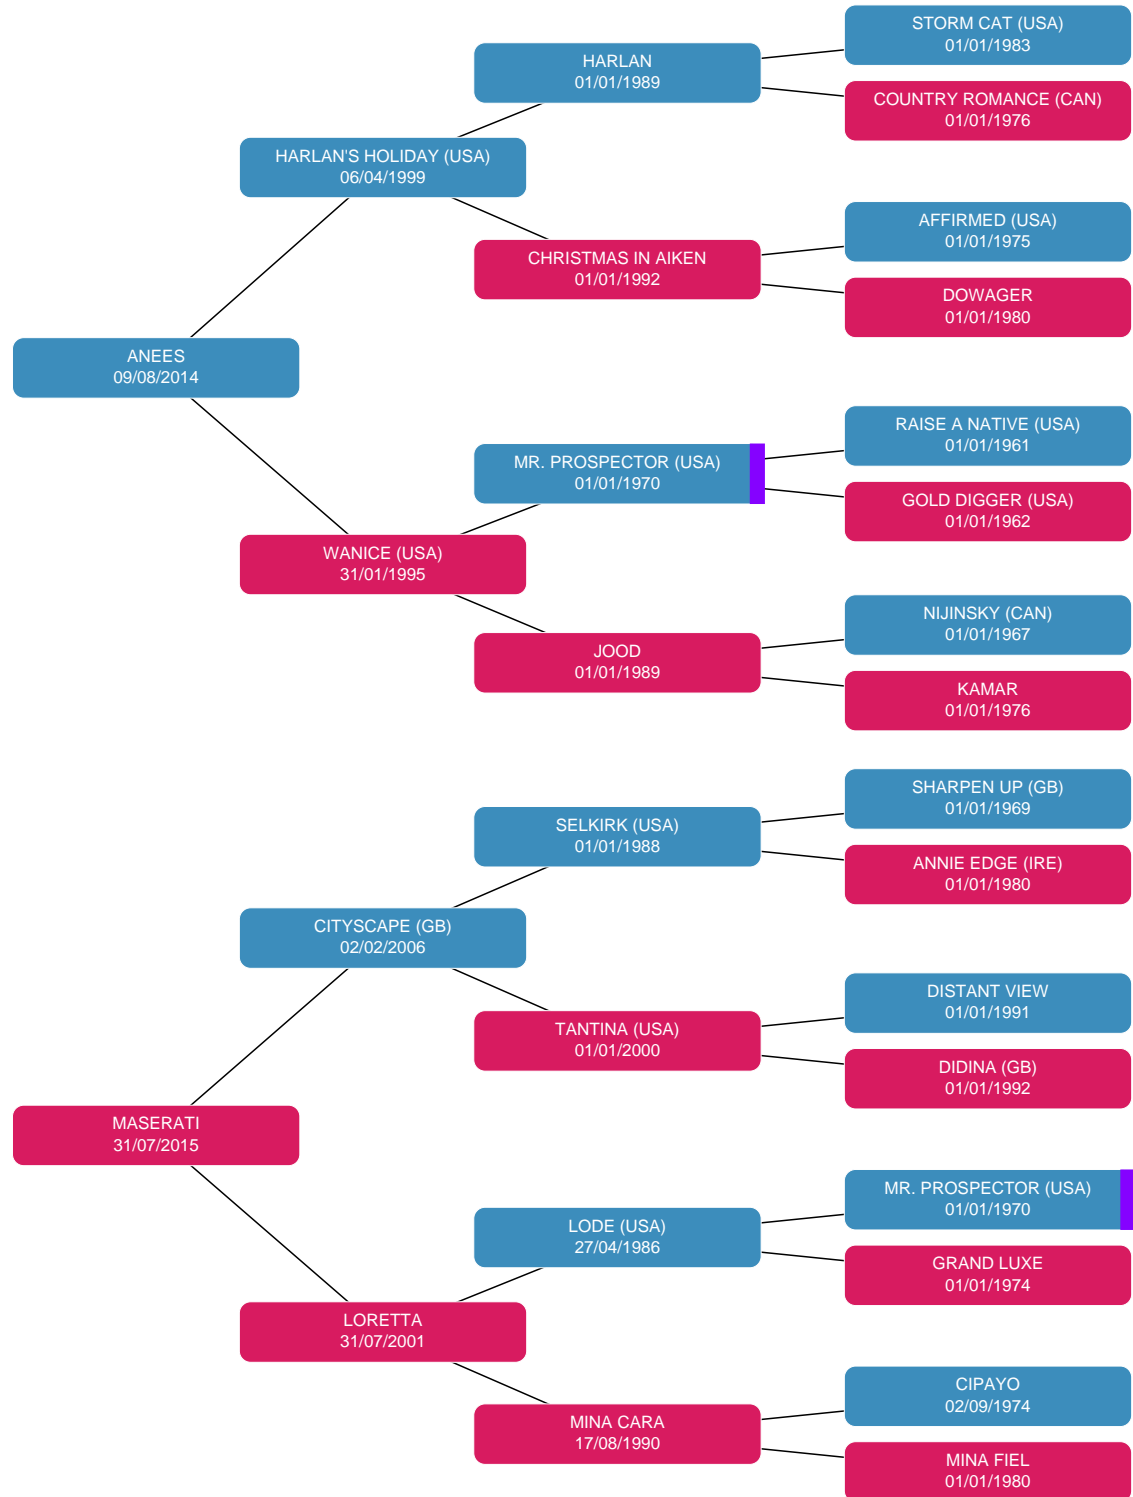 STORM CAT (USA)
01/01/1983
HARLAN
01/01/1989
COUNTRY ROMANCE (CAN)
01/01/1976
HARLAN'S HOLIDAY (USA)
06/04/1999
AFFIRMED (USA)
01/01/1975
CHRISTMAS IN AIKEN
01/01/1992
DOWAGER
01/01/1980
ANEES
09/08/2014
RAISE A NATIVE (USA)
01/01/1961
MR. PROSPECTOR (USA)
01/01/1970
GOLD DIGGER (USA)
01/01/1962
WANICE (USA)
31/01/1995
NIJINSKY (CAN)
01/01/1967
JOOD
01/01/1989
KAMAR
01/01/1976
SHARPEN UP (GB)
01/01/1969
SELKIRK (USA)
01/01/1988
ANNIE EDGE (IRE)
01/01/1980
CITYSCAPE (GB)
02/02/2006
DISTANT VIEW
01/01/1991
TANTINA (USA)
01/01/2000
DIDINA (GB)
01/01/1992
MASERATI
31/07/2015
MR. PROSPECTOR (USA)
01/01/1970
LODE (USA)
27/04/1986
GRAND LUXE
01/01/1974
LORETTA
31/07/2001
CIPAYO
02/09/1974
MINA CARA
17/08/1990
MINA FIEL
01/01/1980